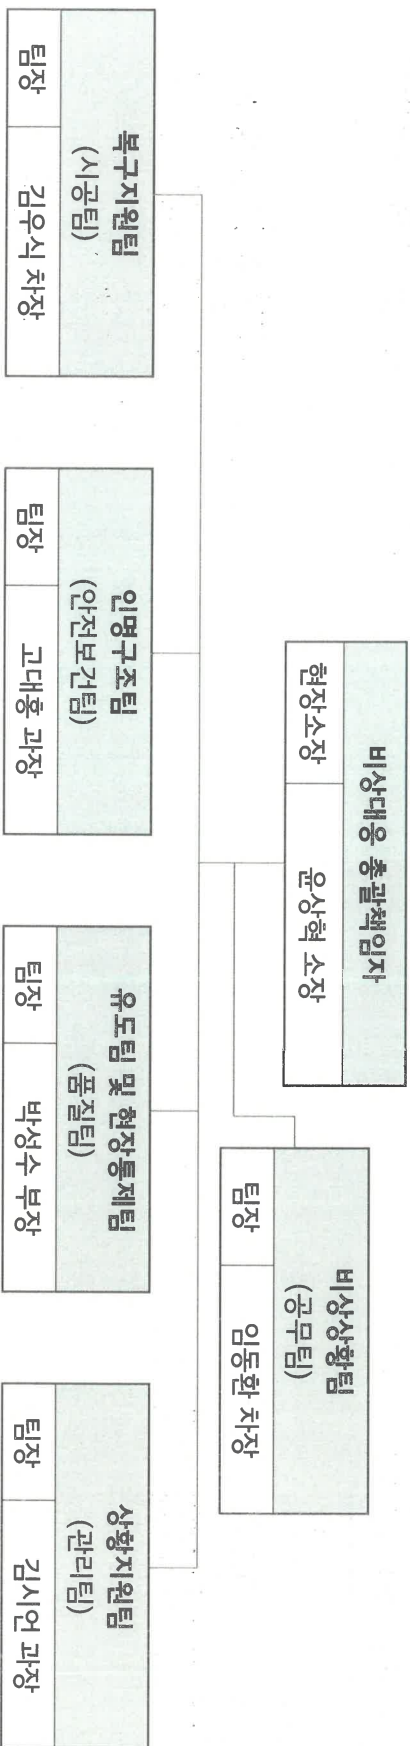 비상대응 총괄책임자
현장소장 윤상혁 소장
비상상황팀
(공무팀)
팀장 임동환 차장
복구지원팀
(시공팀)
팀장 김우식 차장
인명구조팀
(안전보건팀)
팀장 고대홍 과장
유도팀 및 현장통제팀
(품질팀)
팀장 박성수 부장
상황지원팀
(관리팀)
팀장 김시언 과장